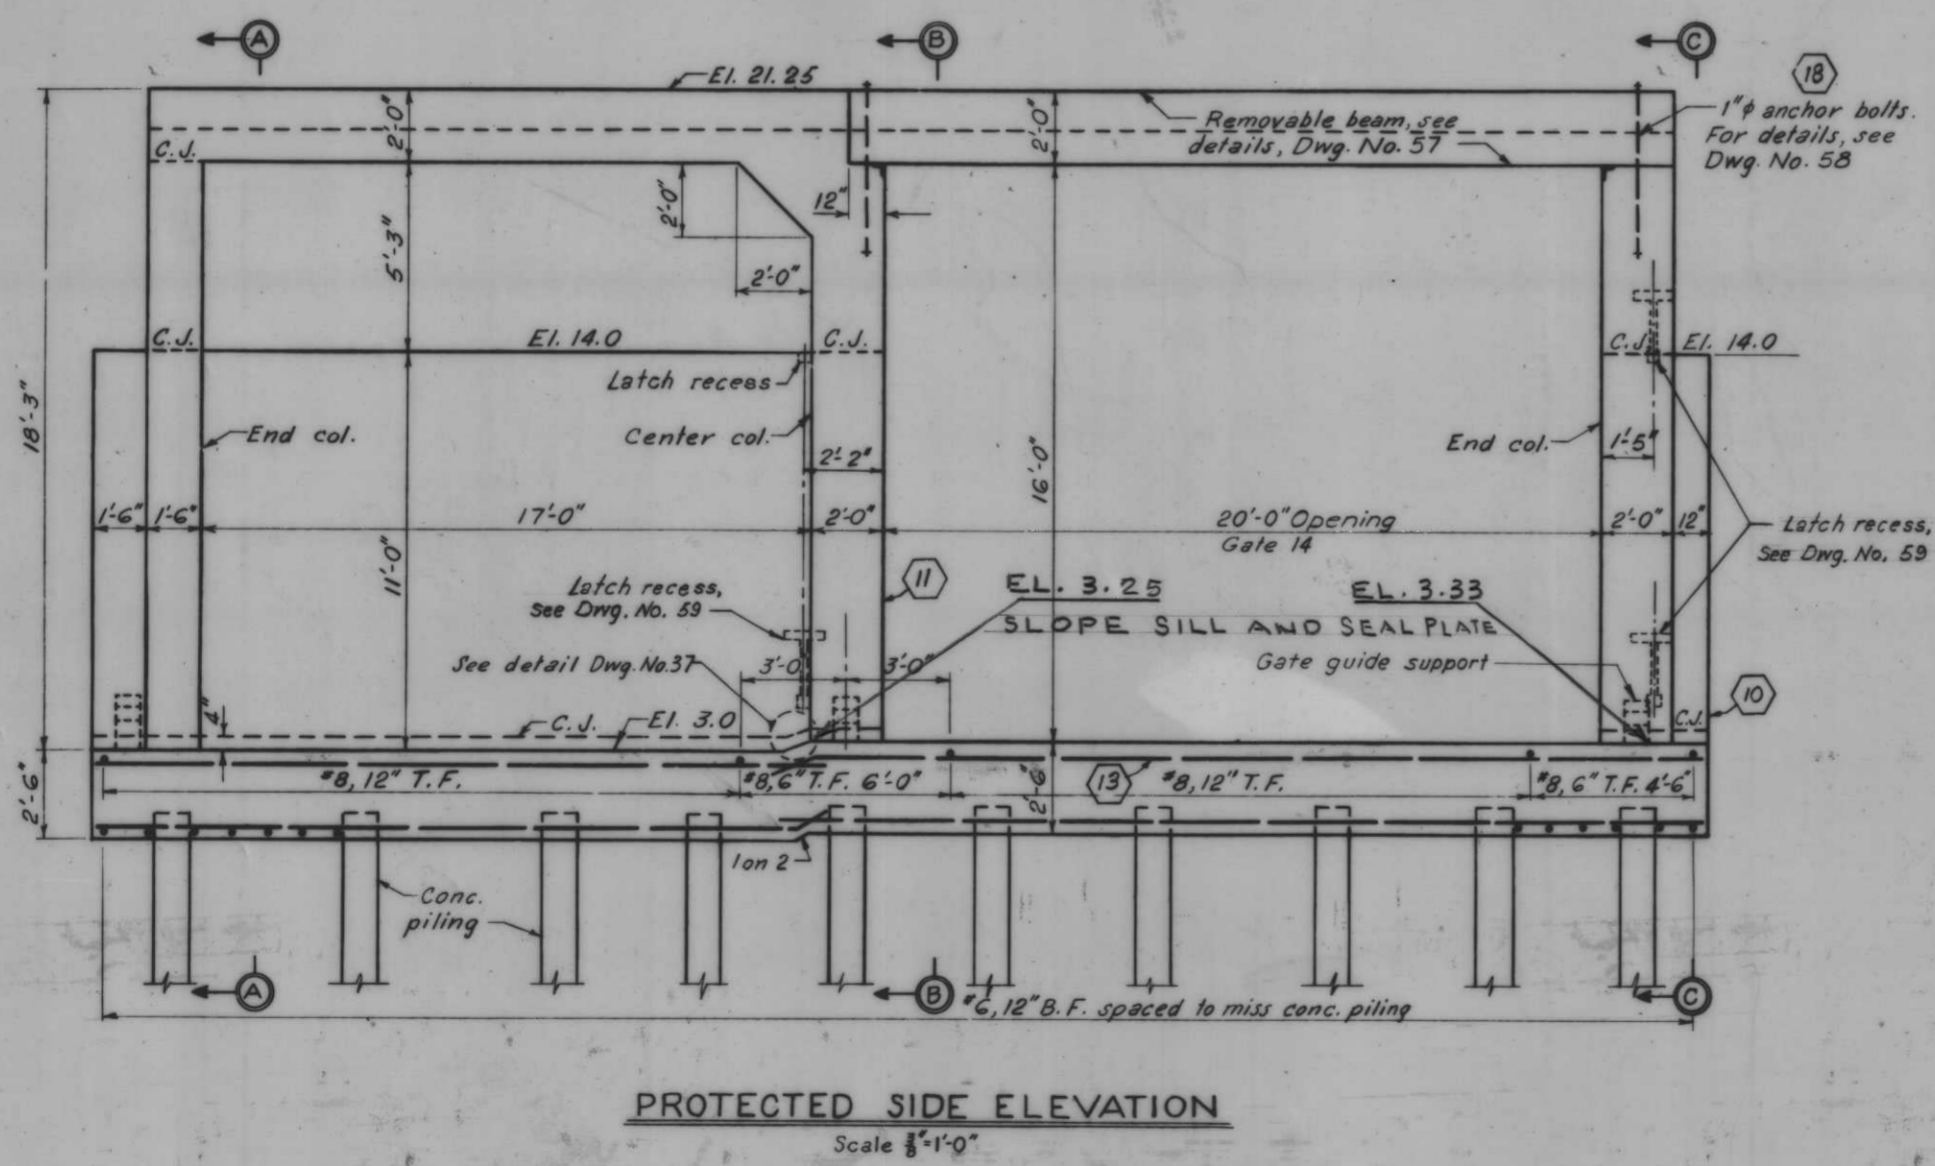 A
B
C
18
El. 21.25
2'-0"
2'-0"
Removable beam, see
details, Dwg. No. 57
1"φ anchor bolts.
For details, see
Dwg. No. 58
C.J.
2'-0"
12"
5'-3"
2'-0"
C.J.
El. 14.0
C.J.
C.J.
El. 14.0
Latch recess
18'-3"
End col.
Center col.
End col.
1'-5"
2'-2"
16'-0"
1'-6"
1'-6"
17'-0"
2'-0"
20'-0" Opening
Gate 14
2'-0"
12"
Latch recess,
See Dwg. No. 59
11'-0"
Latch recess,
see Dwg. No. 59
11
EL. 3.25
EL. 3.33
SLOPE SILL AND SEAL PLATE
See detail Dwg. No. 37
3'-0
3'-0"
Gate guide support
10
4"
C.J.
El. 3.0
C.J.
2'-6"
#8, 12" T.F.
#8, 6" T.F. 6'-0"
2'-6"
13
#8, 12" T.F.
#8, 6" T.F. 4'-6"
1 on 2
Conc.
piling
A
B
C
#6, 12" B.F. spaced to miss conc. piling
PROTECTED SIDE ELEVATION
Scale 3/8"=1'-0"